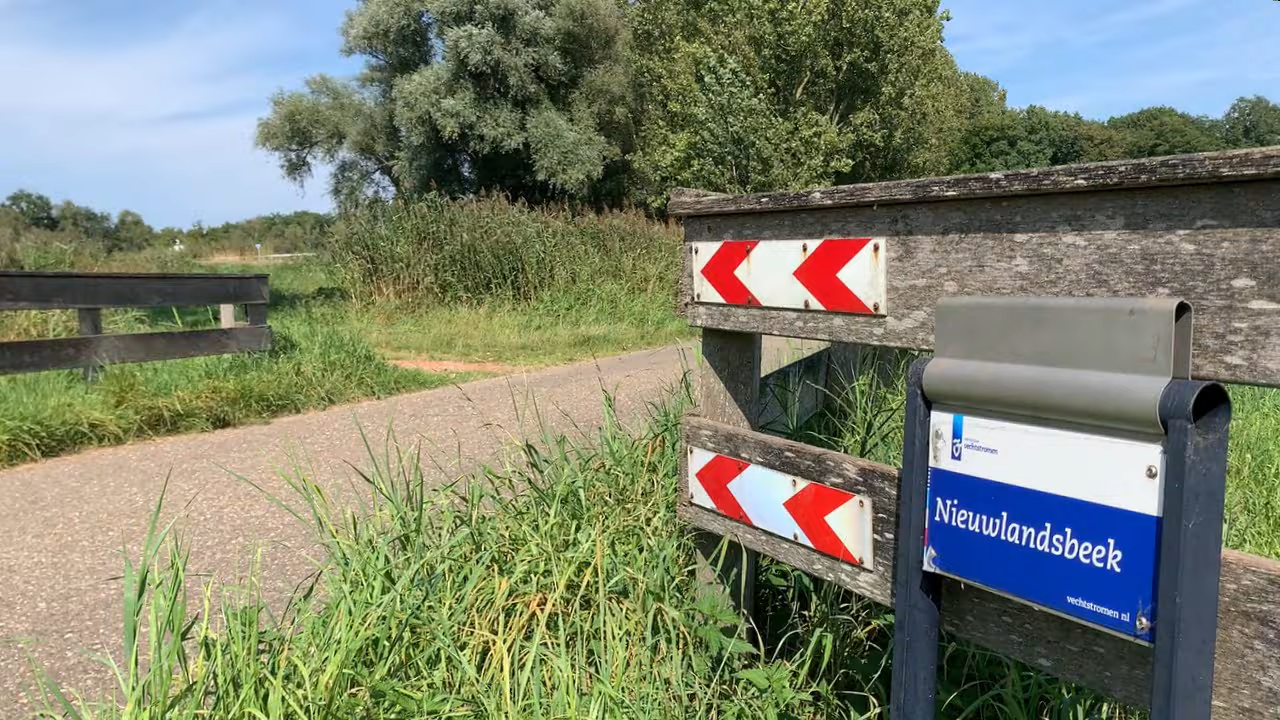 vechtstromen
Nieuwlandsbeek
vechtstromen nl